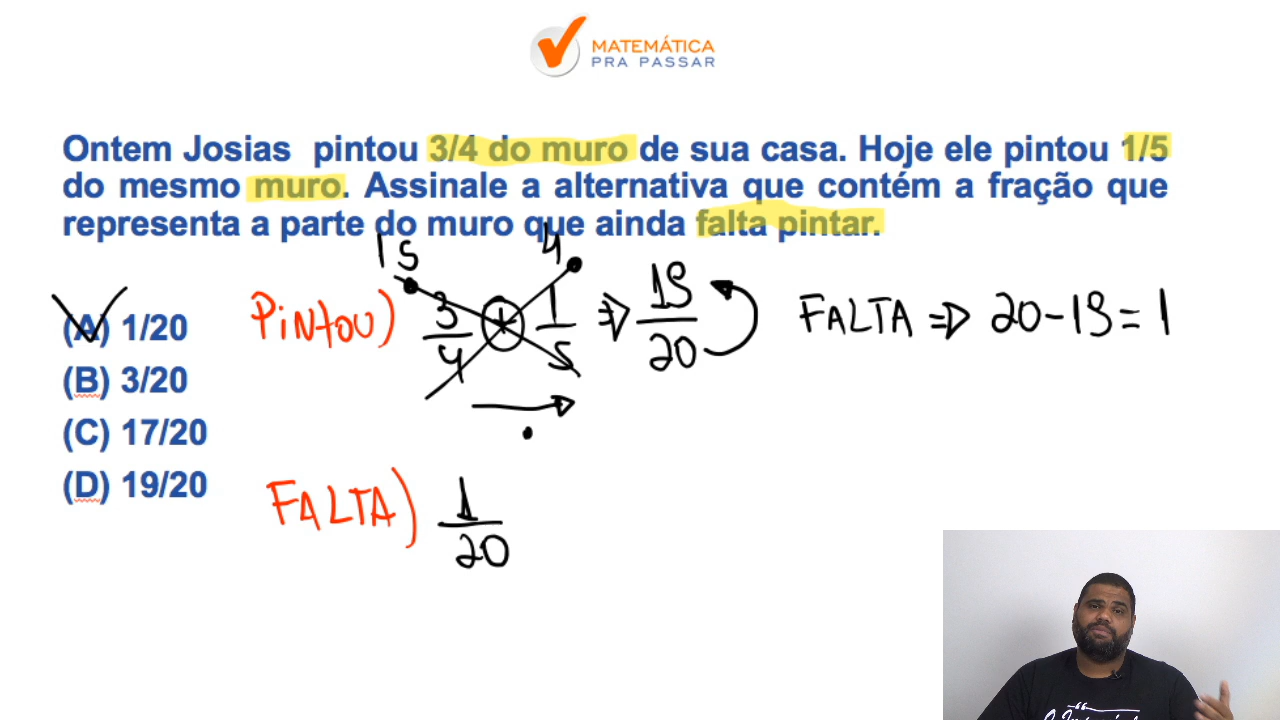 MATEMÁTICA
PRA PASSAR
Ontem Josias pintou 3/4 do muro de sua casa. Hoje ele pintou 1/5
do mesmo muro. Assinale a alternativa que contém a fração que
representa a parte do muro que ainda falta pintar.
(A) 1/20
(B) 3/20
(C) 17/20
(D) 19/20
15 4
PINTOU) 3/4 + 1/5 ⇒ 19/20
FALTA ⇒ 20-19=1
FALTA) 1/20